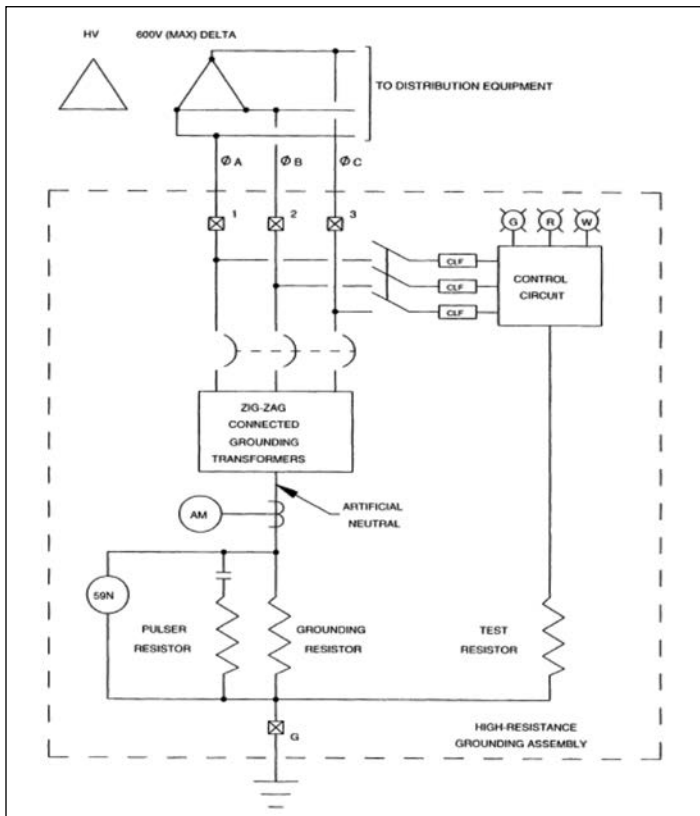 HV 600V (MAX) DELTA
TO DISTRIBUTION EQUIPMENT
ØA ØB ØC
1 2 3
G R W
CLF
CLF
CLF
CONTROL
CIRCUIT
ZIG-ZAG
CONNECTED
GROUNDING
TRANSFORMERS
AM
ARTIFICIAL
NEUTRAL
59N
PULSER
RESISTOR
GROUNDING
RESISTOR
TEST
RESISTOR
G
HIGH-RESISTANCE
GROUNDING ASSEMBLY